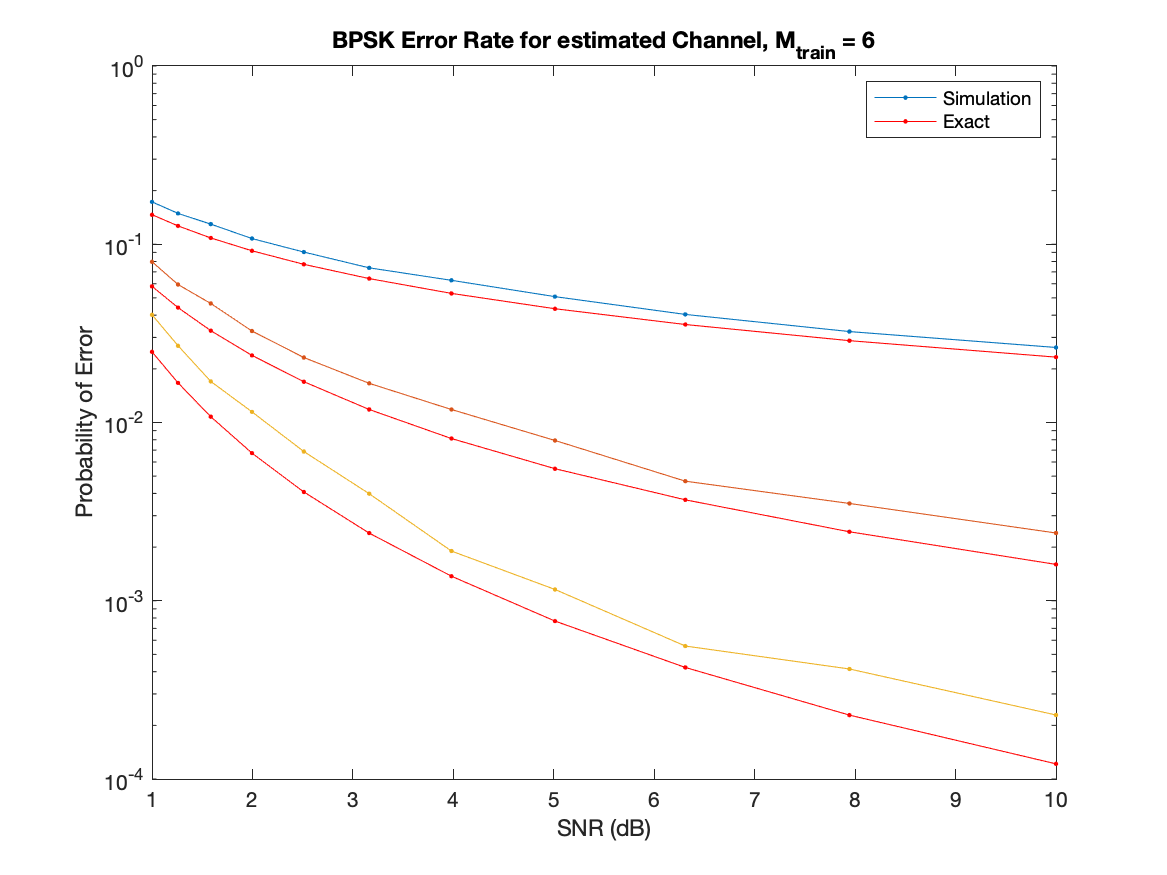 BPSK Error Rate for estimated Channel, M_train = 6
10^0
10^-1
10^-2
10^-3
10^-4
Probability of Error
Simulation
Exact
1 2 3 4 5 6 7 8 9 10
SNR (dB)